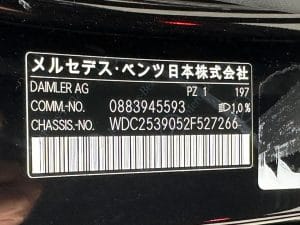 メルセデス・ベンツ日本株式会社
DAIMLER AG PZ 1 197
COMM.-NO. 0883945593 1,0%
CHASSIS.-NO. WDC2539052F527266